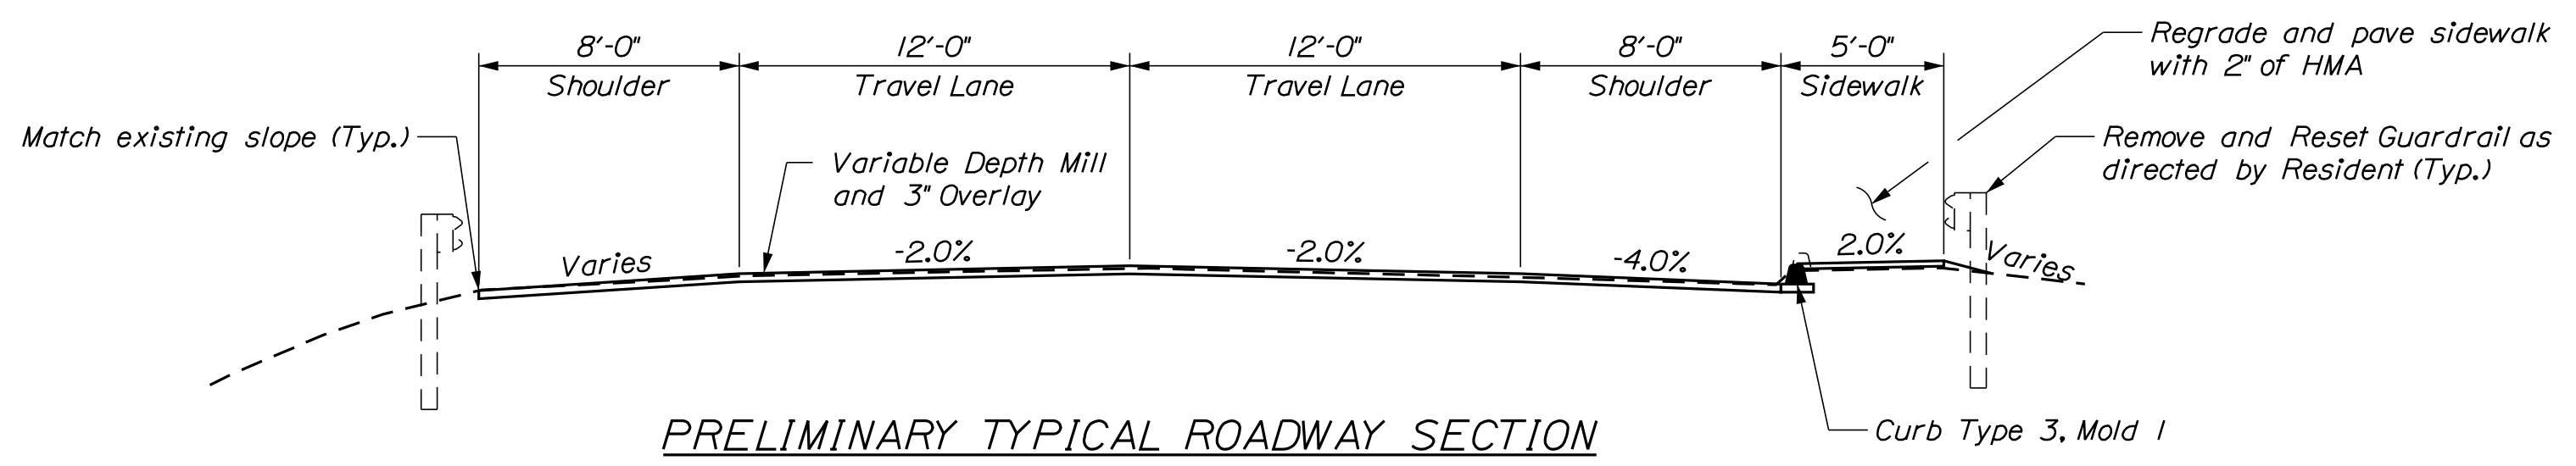 8'-0" 12'-0" 12'-0" 8'-0" 5'-0"
Shoulder Travel Lane Travel Lane Shoulder Sidewalk
Regrade and pave sidewalk
with 2" of HMA
Match existing slope (Typ.)
Remove and Reset Guardrail as
directed by Resident (Typ.)
Variable Depth Mill
and 3" Overlay
Varies -2.0% -2.0% -4.0% 2.0% Varies
Curb Type 3, Mold 1
PRELIMINARY TYPICAL ROADWAY SECTION